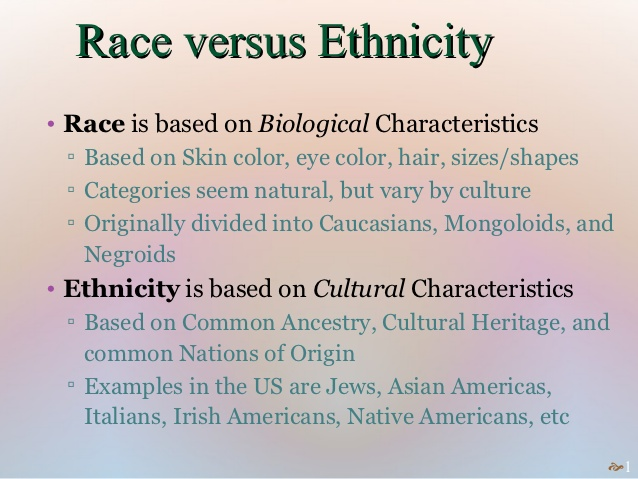 Race versus Ethnicity
• Race is based on Biological Characteristics
▫ Based on Skin color, eye color, hair, sizes/shapes
▫ Categories seem natural, but vary by culture
▫ Originally divided into Caucasians, Mongoloids, and
Negroids
• Ethnicity is based on Cultural Characteristics
▫ Based on Common Ancestry, Cultural Heritage, and
common Nations of Origin
▫ Examples in the US are Jews, Asian Americas,
Italians, Irish Americans, Native Americans, etc